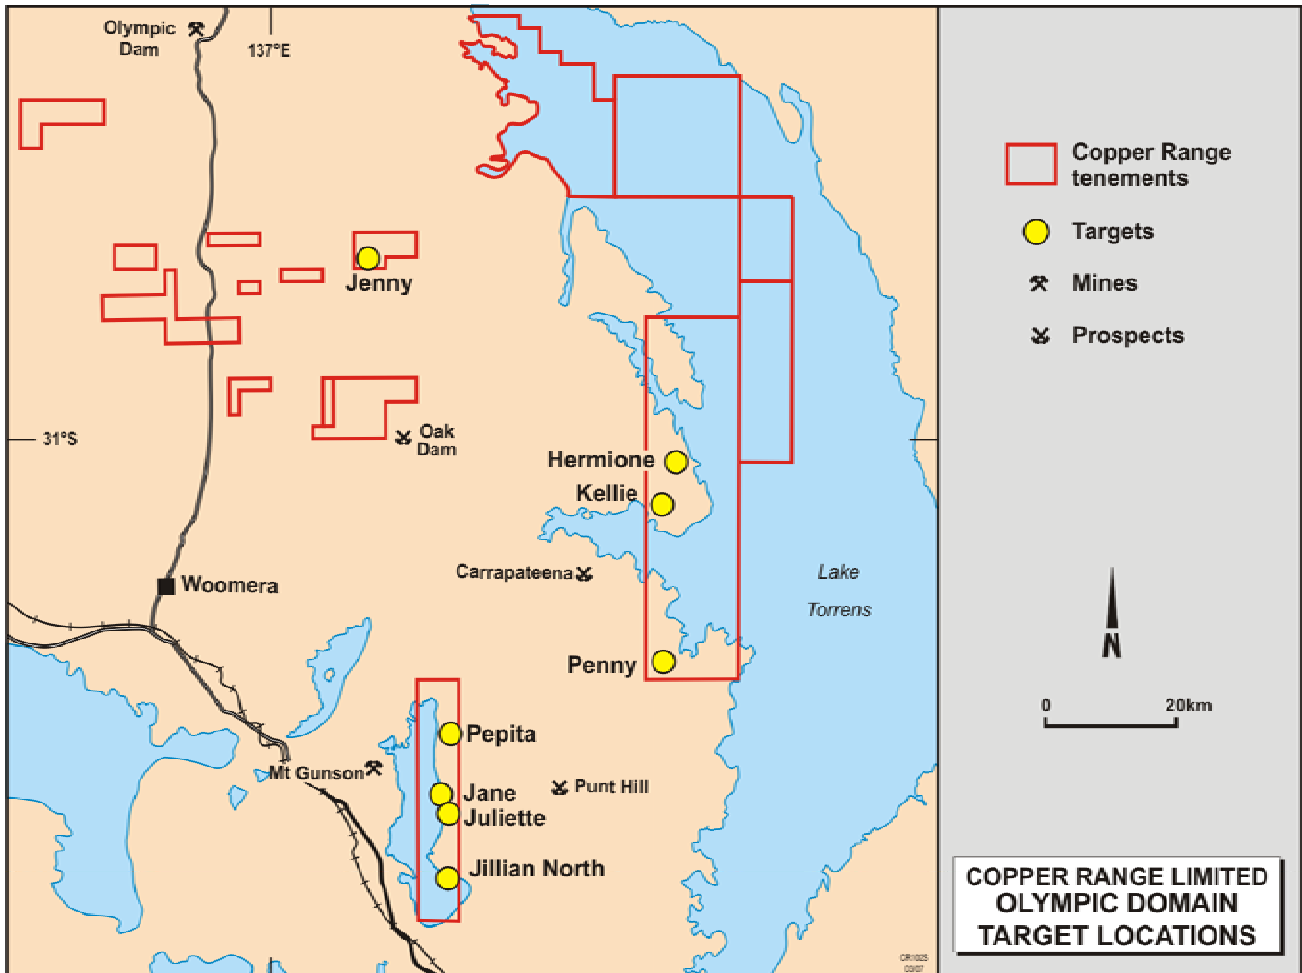 Olympic
Dam
137°E
Copper Range
tenements
Targets
Jenny
Mines
Prospects
31°S
Oak
Dam
Hermione
Kellie
Carrapateena
Lake
Torrens
Woomera
N
Penny
0 20km
Pepita
Mt Gunson
Punt Hill
Jane
Juliette
Jillian North
COPPER RANGE LIMITED
OLYMPIC DOMAIN
TARGET LOCATIONS
03/07